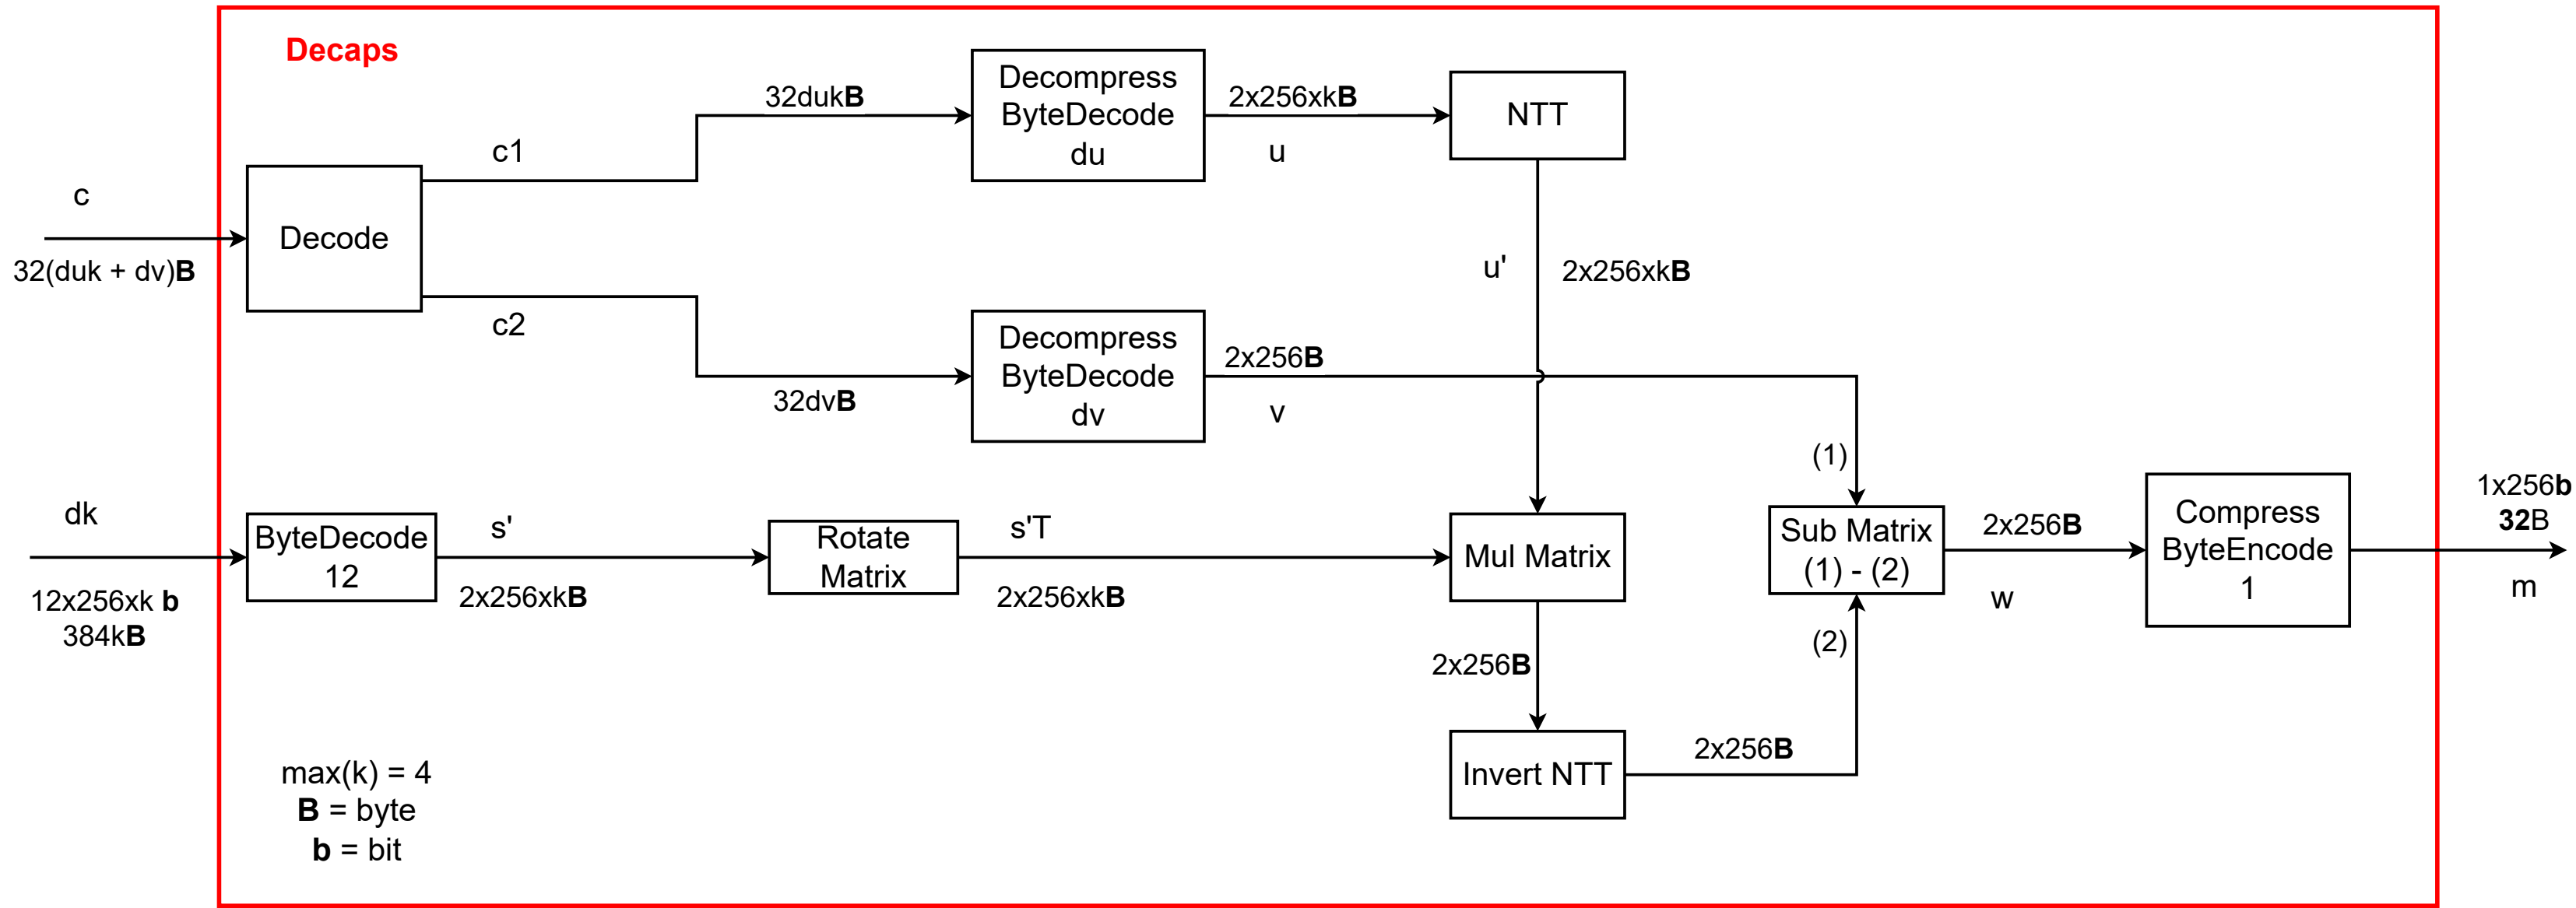 Decaps
c
32(duk + dv)B
Decode
c1
c2
32dukB
32dvB
Decompress
ByteDecode
du
2x256xkB
u
NTT
u'
2x256xkB
Decompress
ByteDecode
dv
2x256B
v
dk
12x256xk b
384kB
ByteDecode
12
s'
2x256xkB
Rotate
Matrix
s'T
2x256xkB
Mul Matrix
2x256B
Invert NTT
2x256B
(1)
(2)
Sub Matrix
(1) - (2)
2x256B
w
Compress
ByteEncode
1
1x256b
32B
m
max(k) = 4
B = byte
b = bit